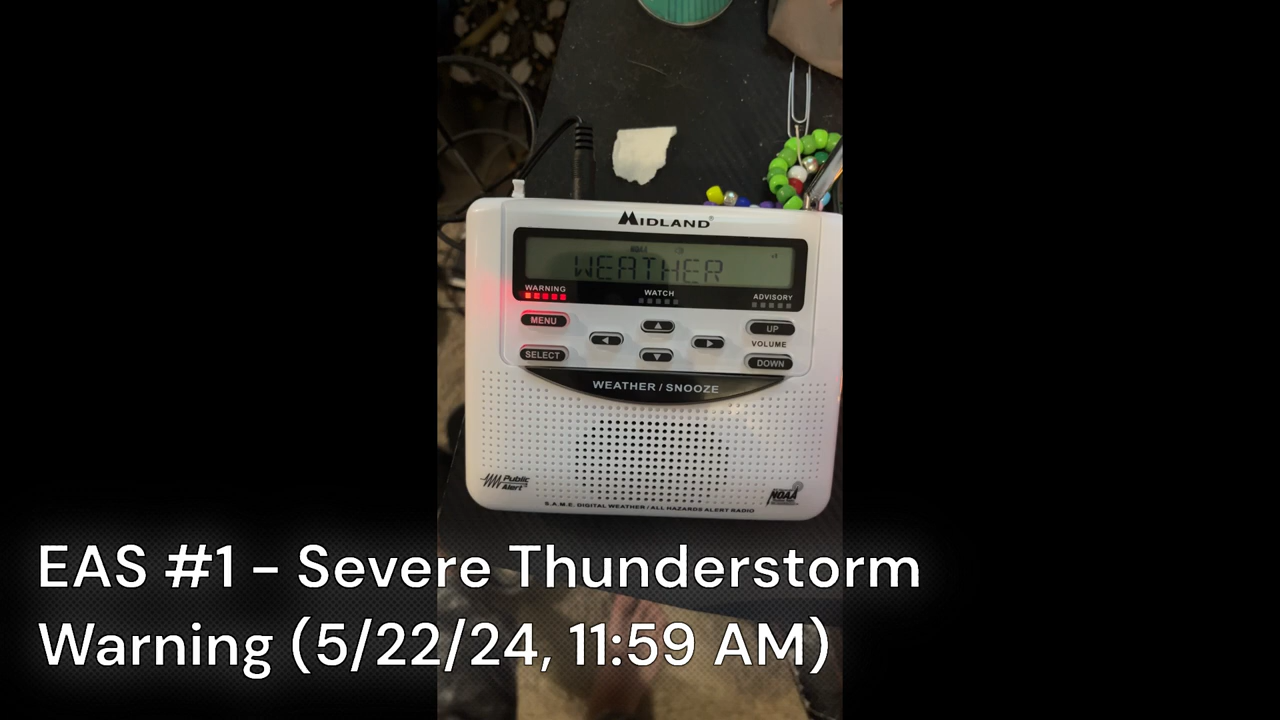 MIDLAND
NOAA
WEATHER
WARNING
WATCH
ADVISORY
MENU
UP
VOLUME
SELECT
DOWN
WEATHER / SNOOZE
Public
Alert
NOAA
S.A.M.E. DIGITAL WEATHER / ALL HAZARDS ALERT RADIO
EAS #1 - Severe Thunderstorm
Warning (5/22/24, 11:59 AM)